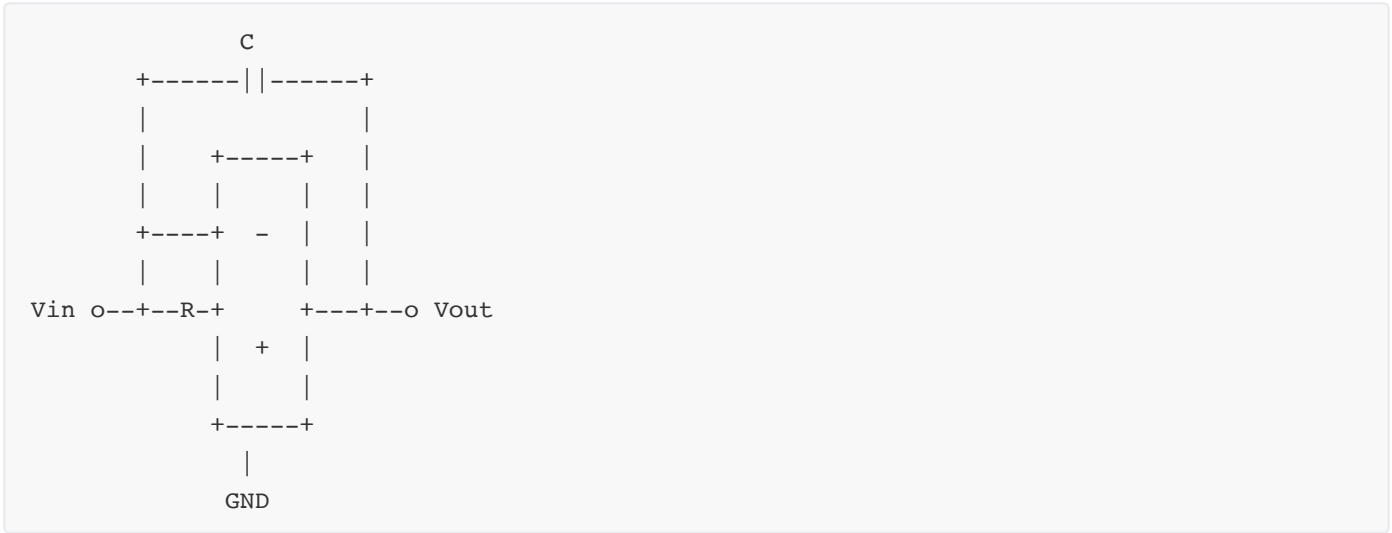 C
        +------||------+
        |              |
        |    +-----+   |
        |    |     |   |
        +----+  -  |   |
        |    |     |   |
 Vin o--+--R-+     +---+--o Vout
             |  +  |
             |     |
             +-----+
               |
              GND